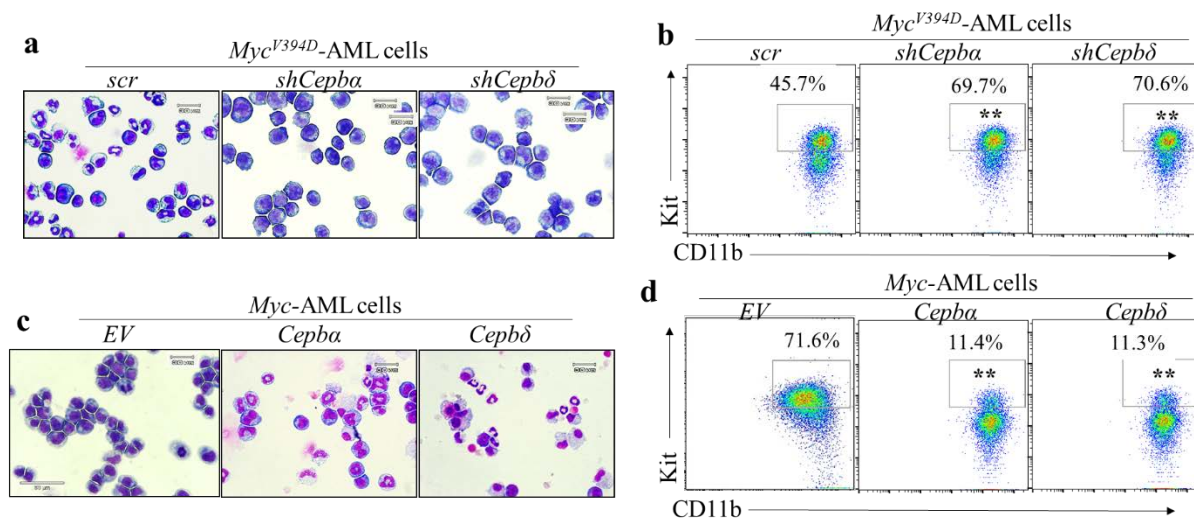 a
Myc^V394D-AML cells
scr
shCepbα
shCepbδ
b
Myc^V394D-AML cells
scr
shCepbα
shCepbδ
45.7%
69.7%
70.6%
**
**
Kit
CD11b
c
Myc-AML cells
EV
Cepbα
Cepbδ
d
Myc-AML cells
EV
Cepbα
Cepbδ
71.6%
11.4%
11.3%
**
**
Kit
CD11b